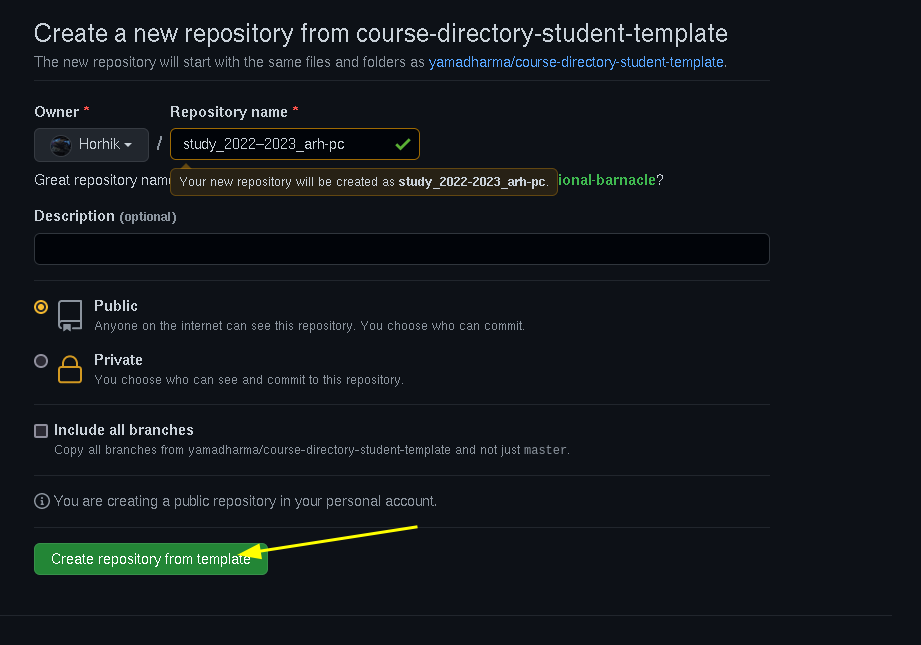 Create a new repository from course-directory-student-template
The new repository will start with the same files and folders as yamadharma/course-directory-student-template.
Owner * Repository name *
Horhik / study_2022–2023_arh-pc
Great repository nam ional-barnacle?
Your new repository will be created as study_2022-2023_arh-pc.
Description (optional)
Public
Anyone on the internet can see this repository. You choose who can commit.
Private
You choose who can see and commit to this repository.
Include all branches
Copy all branches from yamadharma/course-directory-student-template and not just master.
You are creating a public repository in your personal account.
Create repository from template